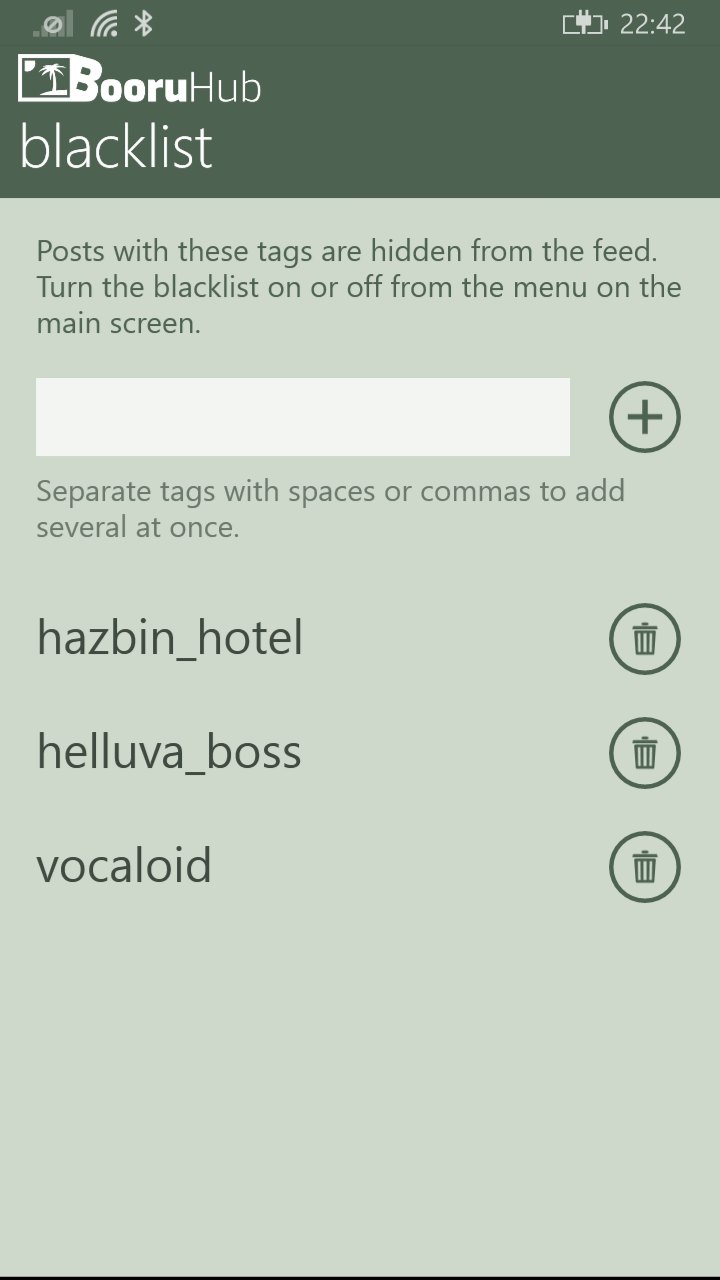 22:42
BooruHub
blacklist
Posts with these tags are hidden from the feed.
Turn the blacklist on or off from the menu on the
main screen.
Separate tags with spaces or commas to add
several at once.
hazbin_hotel
helluva_boss
vocaloid